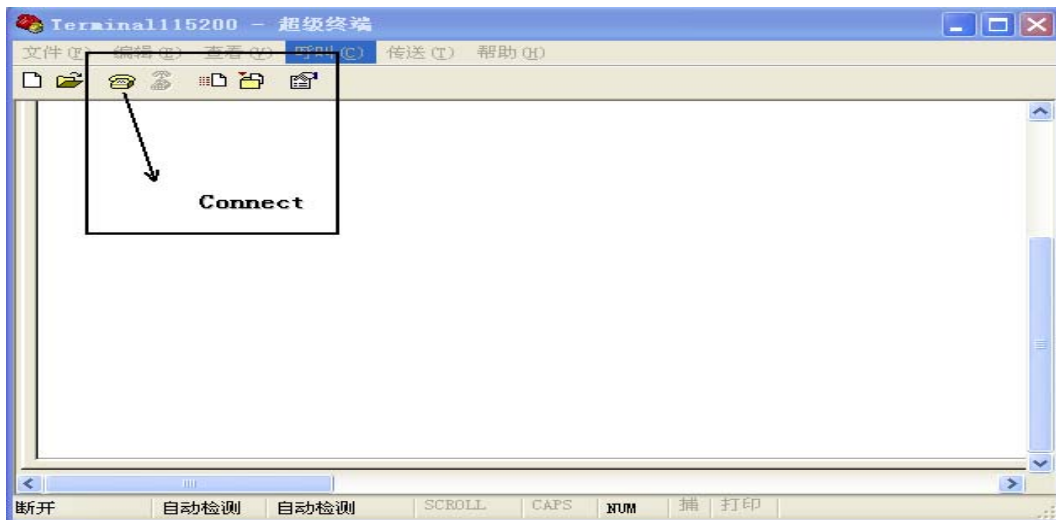 Terminal115200 - 超级终端
文件(F) 编辑(E) 查看(V) 呼叫(C) 传送(T) 帮助(H)
Connect
断开 自动检测 自动检测 SCROLL CAPS NUM 捕 打印